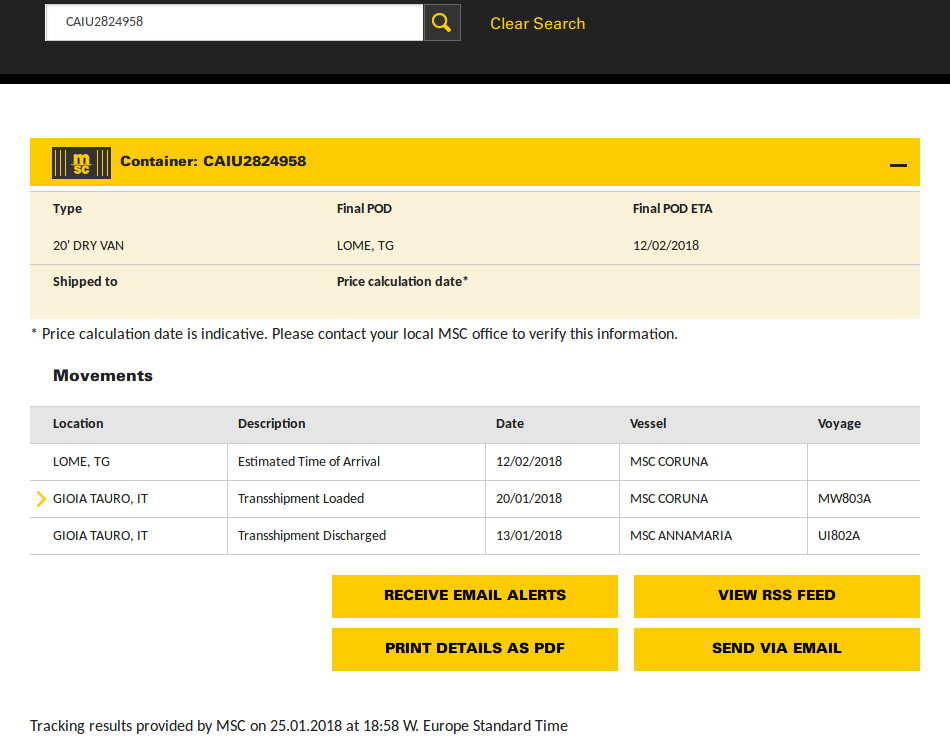 CAIU2824958 Clear Search
msc Container: CAIU2824958
Type Final POD Final POD ETA
20' DRY VAN LOME, TG 12/02/2018
Shipped to Price calculation date*
* Price calculation date is indicative. Please contact your local MSC office to verify this information.
Movements
Location Description Date Vessel Voyage
LOME, TG Estimated Time of Arrival 12/02/2018 MSC CORUNA
GIOIA TAURO, IT Transshipment Loaded 20/01/2018 MSC CORUNA MW803A
GIOIA TAURO, IT Transshipment Discharged 13/01/2018 MSC ANNAMARIA UI802A
RECEIVE EMAIL ALERTS VIEW RSS FEED
PRINT DETAILS AS PDF SEND VIA EMAIL
Tracking results provided by MSC on 25.01.2018 at 18:58 W. Europe Standard Time